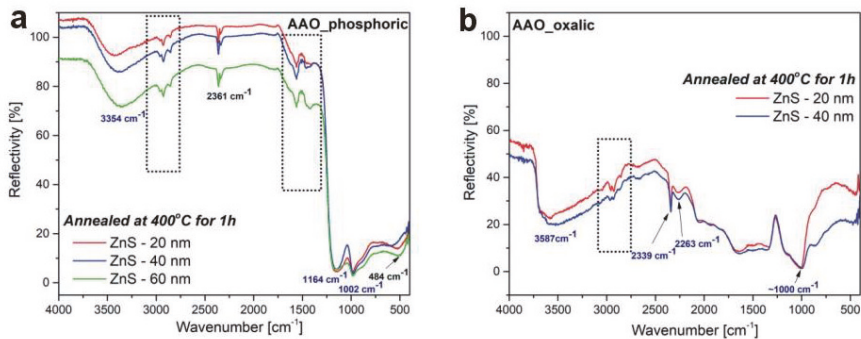 a
AAO_phosphoric
Reflectivity [%]
100
80
60
40
20
0
3354 cm⁻¹
2361 cm⁻¹
Annealed at 400°C for 1h
ZnS - 20 nm
ZnS - 40 nm
ZnS - 60 nm
1164 cm⁻¹
1002 cm⁻¹
484 cm⁻¹
4000 3500 3000 2500 2000 1500 1000 500
Wavenumber [cm⁻¹]
b
AAO_oxalic
Reflectivity [%]
100
80
60
40
20
0
Annealed at 400°C for 1h
ZnS - 20 nm
ZnS - 40 nm
3587cm⁻¹
2339 cm⁻¹
2263 cm⁻¹
~1000 cm⁻¹
4000 3500 3000 2500 2000 1500 1000 500
Wavenumber [cm⁻¹]